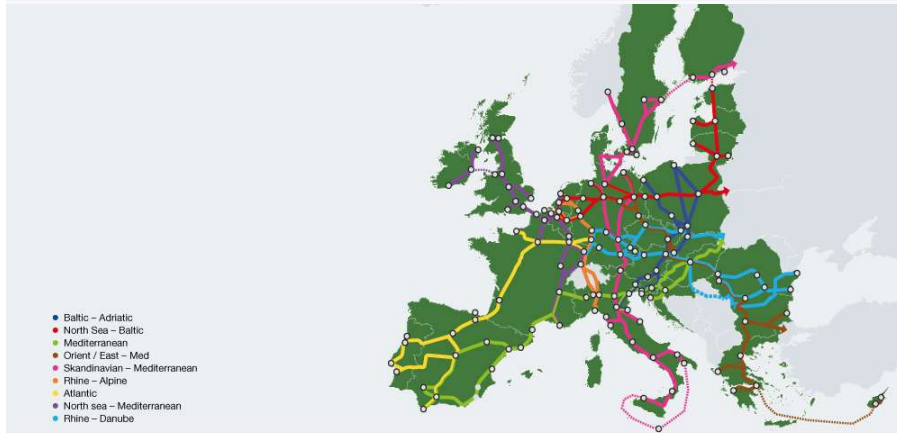 Baltic – Adriatic
North Sea – Baltic
Mediterranean
Orient / East – Med
Skandinavian – Mediterranean
Rhine – Alpine
Atlantic
North sea – Mediterranean
Rhine – Danube